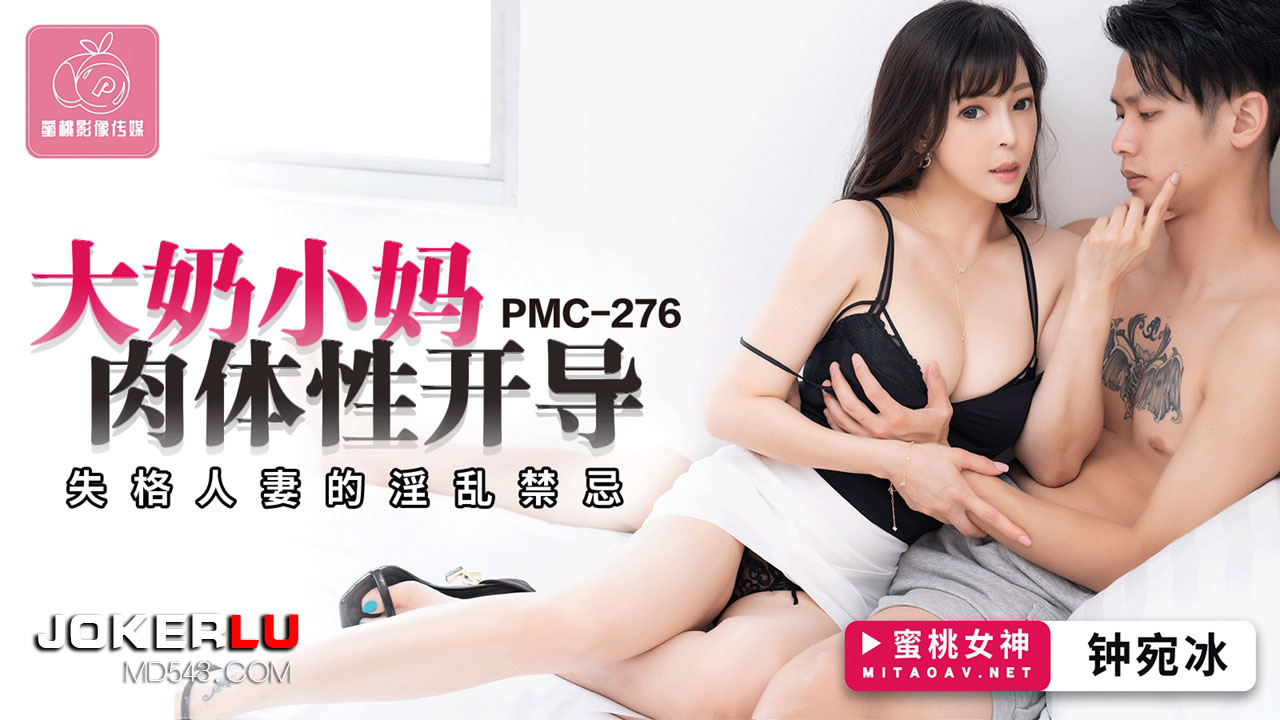 蜜桃影像传媒
大奶小妈
PMC-276
肉体性开导
失格人妻的淫乱禁忌
JOKERLU
MD543.COM
蜜桃女神
MITAOAV.NET
钟宛冰